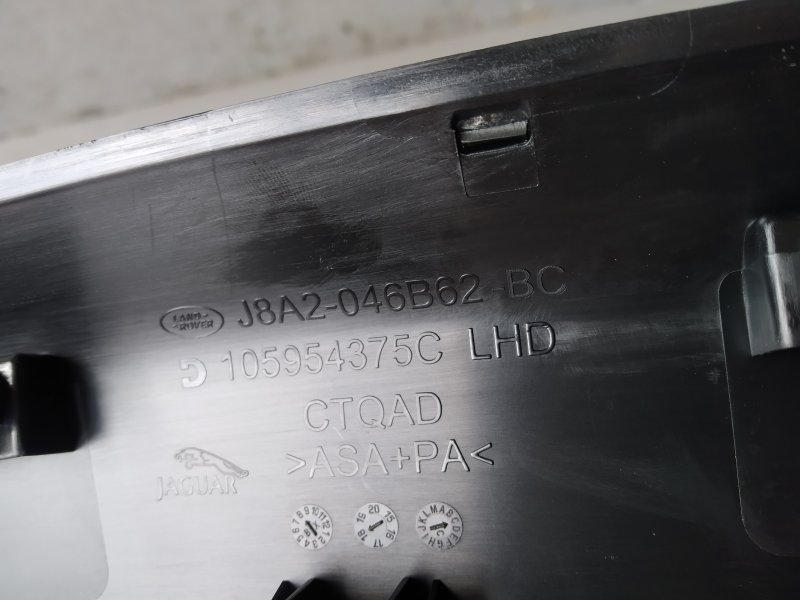 LAND-
-ROVER
J8A2-046B62-BC
105954375C LHD
CTQAD
>ASA+PA<
JAGUAR